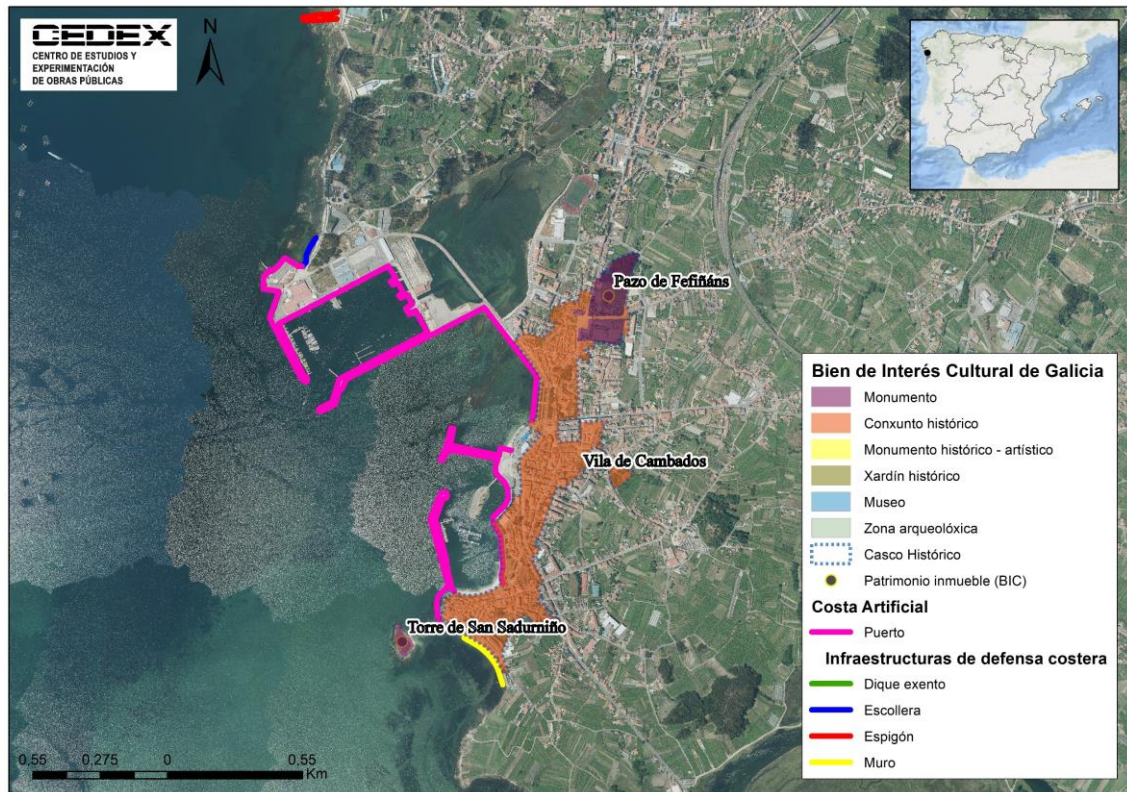 CEDEX
CENTRO DE ESTUDIOS Y
EXPERIMENTACIÓN
DE OBRAS PÚBLICAS
N
Pazo de Fefiñáns
Vila de Cambados
Torre de San Sadurniño
Bien de Interés Cultural de Galicia
Monumento
Conxunto histórico
Monumento histórico - artístico
Xardín histórico
Museo
Zona arqueolóxica
Casco Histórico
Patrimonio inmueble (BIC)
Costa Artificial
Puerto
Infraestructuras de defensa costera
Dique exento
Escollera
Espigón
Muro
0,55 0,275 0 0,55
Km